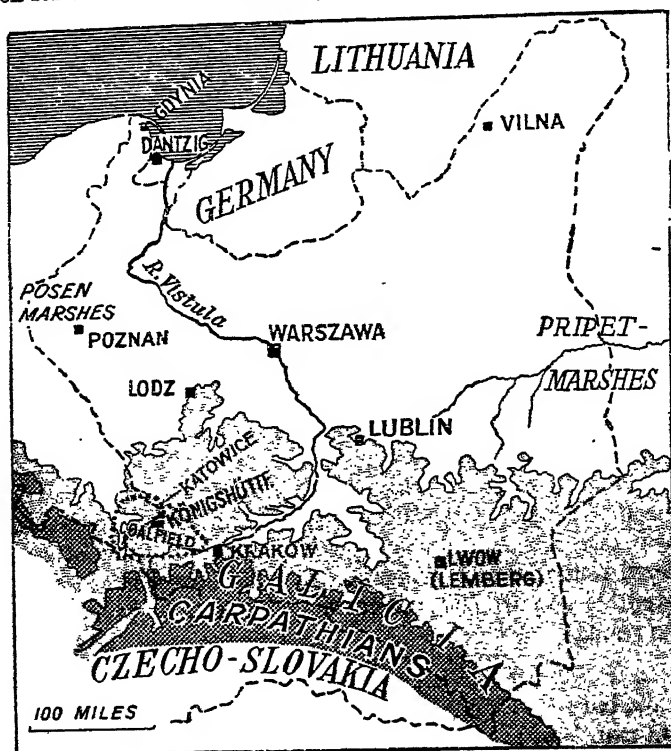 LITHUANIA
GDYNIA
DANTZIG
VILNA
GERMANY
R. Vistula
POSEN
MARSHES
POZNAN
WARSZAWA
PRIPET-
MARSHES
LODZ
LUBLIN
KATOWICE
KÖNIGSHÜTTE
COALFIELD
KRAKOW
LWOW
(LEMBERG)
GALICIA
CARPATHIANS
CZECHO-SLOVAKIA
100 MILES